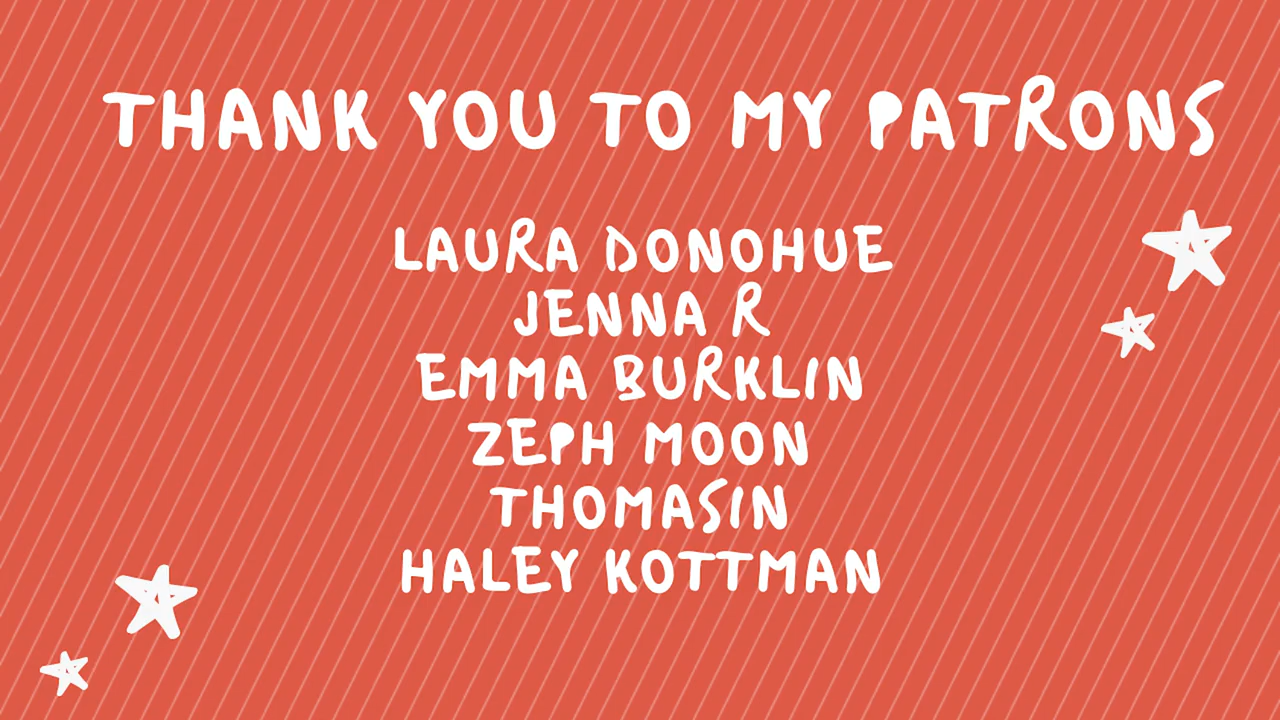 THANK YOU TO MY PATRONS
LAURA DONOHUE
JENNA R
EMMA BURKLIN
ZEPH MOON
THOMASIN
HALEY KOTTMAN